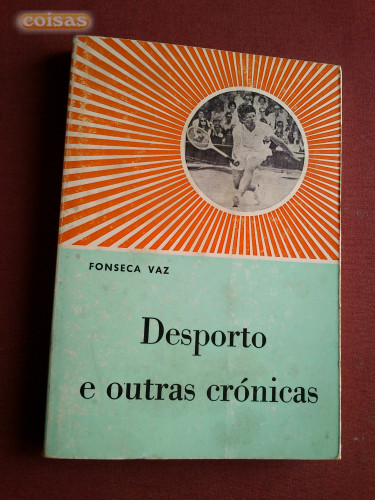 coisas
FONSECA VAZ
Desporto
e outras crónicas